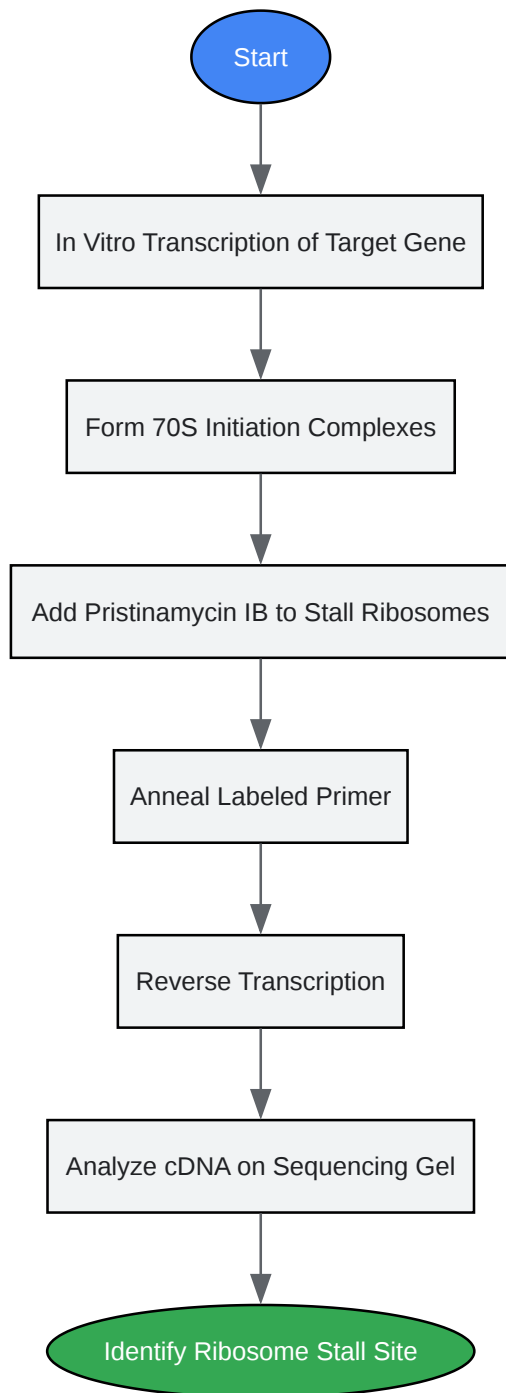 Start
In Vitro Transcription of Target Gene
Form 70S Initiation Complexes
Add Pristinamycin IB to Stall Ribosomes
Anneal Labeled Primer
Reverse Transcription
Analyze cDNA on Sequencing Gel
Identify Ribosome Stall Site